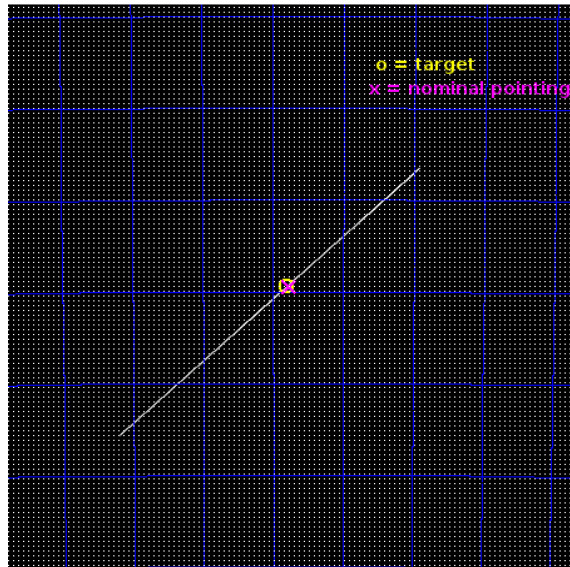 o = target
x = nominal pointing